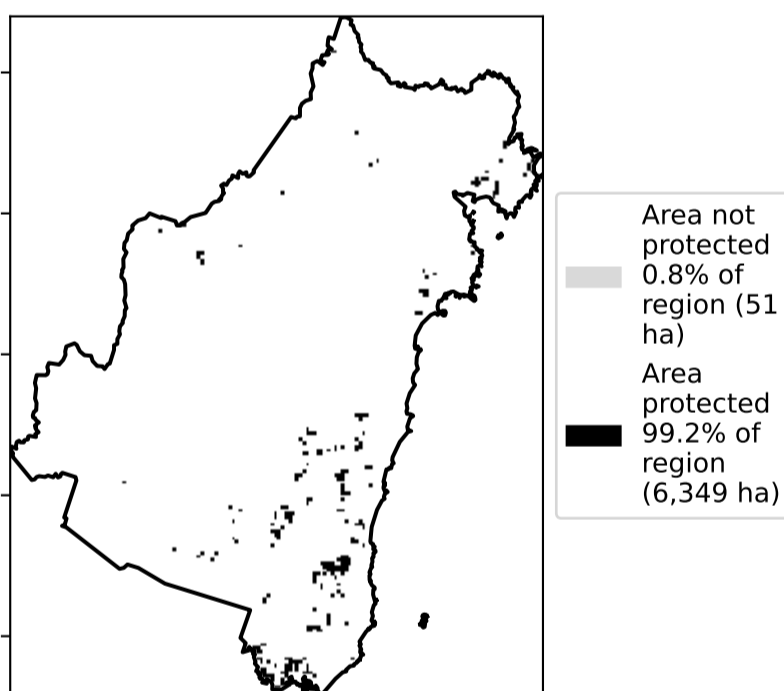 Area not
protected
0.8% of
region (51
ha)
Area
protected
99.2% of
region
(6,349 ha)